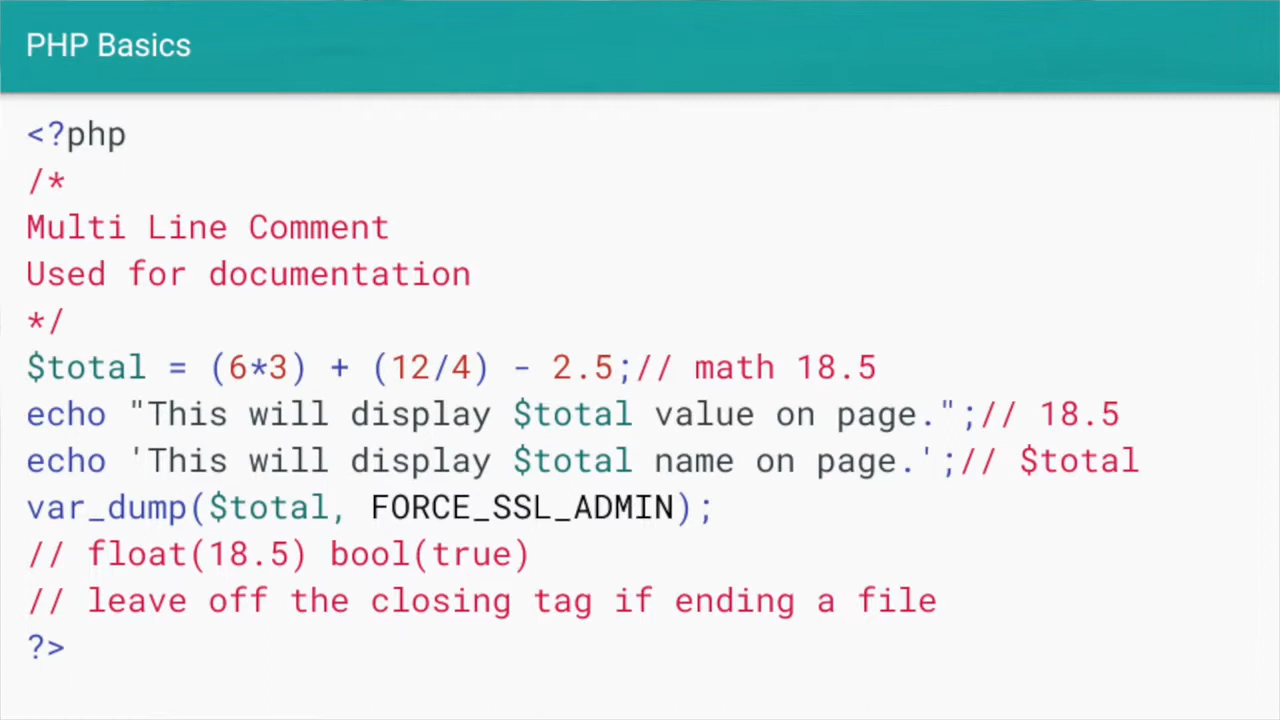 PHP Basics
<?php
/*
Multi Line Comment
Used for documentation
*/
$total = (6*3) + (12/4) - 2.5;// math 18.5
echo "This will display $total value on page.";// 18.5
echo 'This will display $total name on page.';// $total
var_dump($total, FORCE_SSL_ADMIN);
// float(18.5) bool(true)
// leave off the closing tag if ending a file
?>